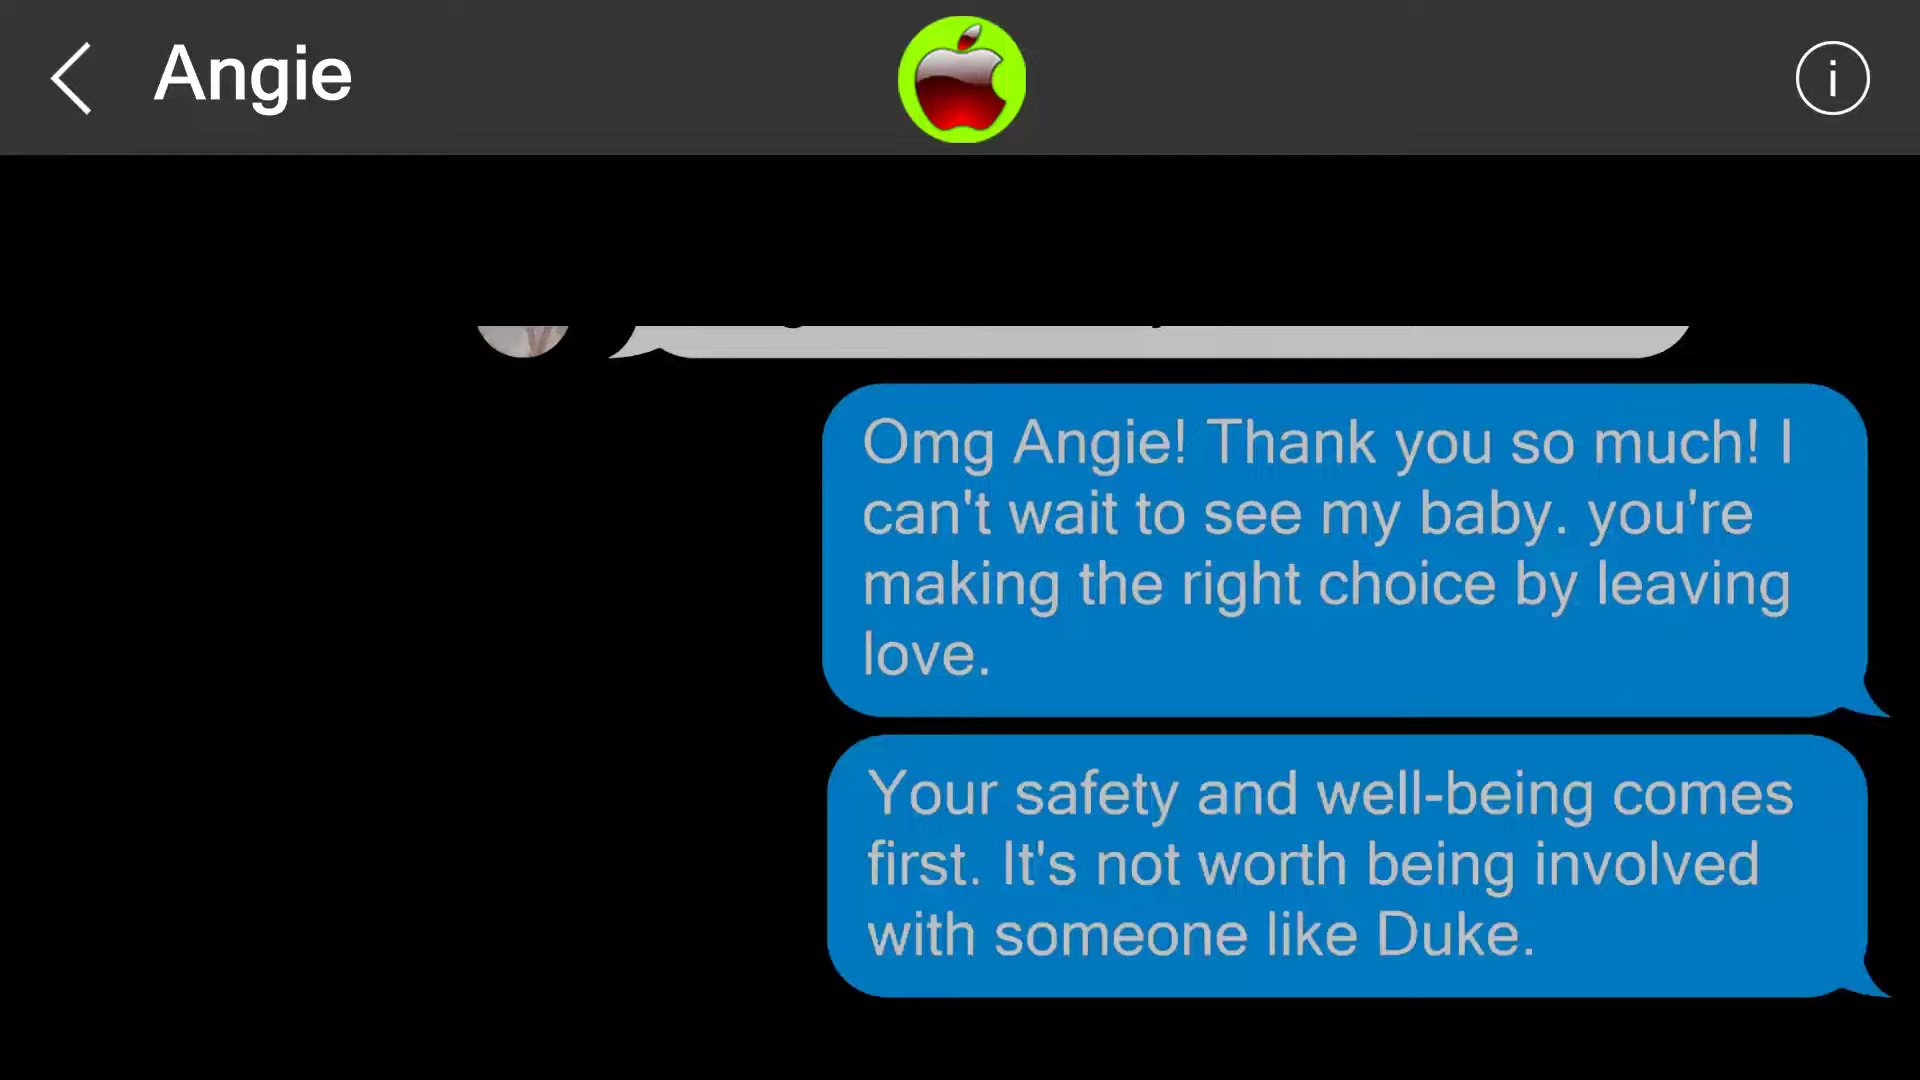 Angie
i
Omg Angie! Thank you so much! I
can't wait to see my baby. you're
making the right choice by leaving
love.
Your safety and well-being comes
first. It's not worth being involved
with someone like Duke.